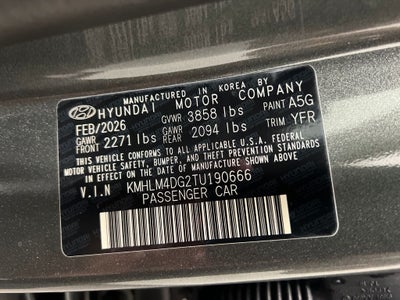 MANUFACTURED IN KOREA BY
HYUNDAI MOTOR COMPANY
FEB/2026 GVWR 3858 lbs PAINT A5G
GAWR FRONT 2271 lbs GAWR REAR 2094 lbs TRIM YFR
THIS VEHICLE CONFORMS TO ALL APPLICABLE U.S.A. FEDERAL
MOTOR VEHICLE SAFETY, BUMPER, AND THEFT PREVENTION
STANDARDS IN EFFECT ON THE DATE OF MANUFACTURE SHOWN ABOVE.
V.I.N KMHLM4DG2TU190666
PASSENGER CAR